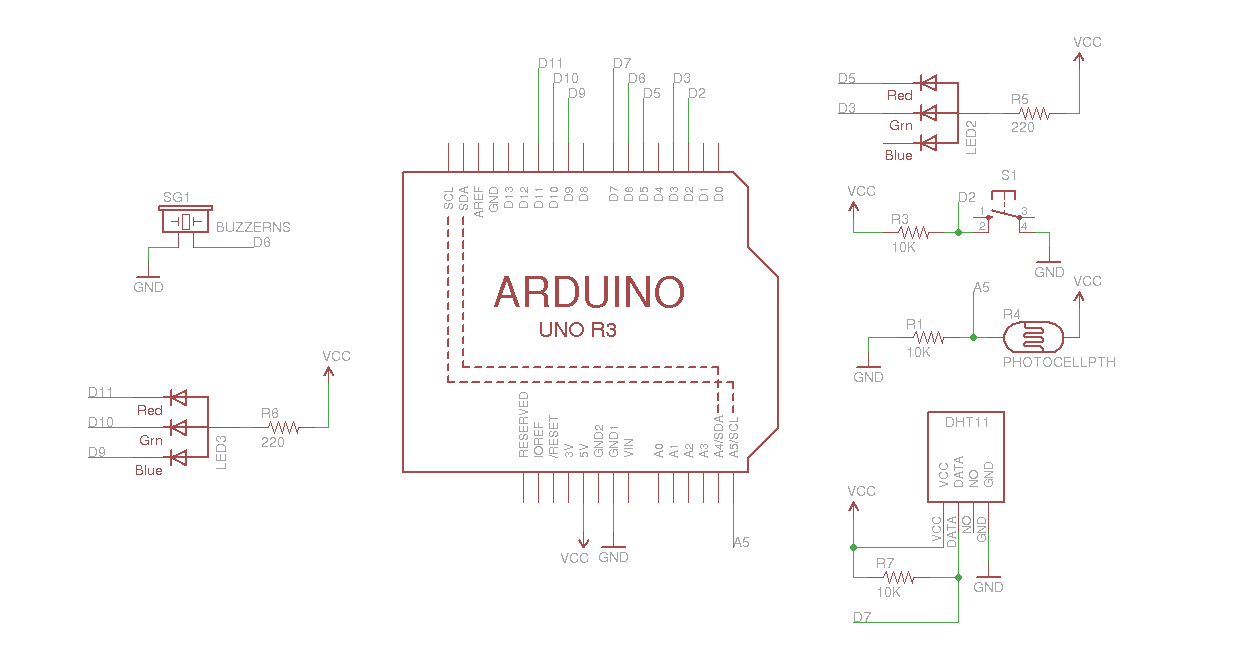 VCC
D11
D7
D10
D6
D3
D5
D9
D5
D2
Red
R5
D3
220
Grn
LED2
Blue
S1
SCL
SDA
AREF
GND
D13
D12
D11
D10
D9
D8
D7
D6
D5
D4
D3
D2
D1
D0
SG1
BUZZERNS
D6
GND
VCC
D2
R3
10K
1
2
3
4
GND
ARDUINO
UNO R3
VCC
A5
R1
10K
R4
GND
PHOTOCELLPTH
VCC
D11
Red
D10
Grn
R6
220
D9
Blue
LED3
RESERVED
IOREF
/RESET
3V
5V
GND2
GND1
VIN
A0
A1
A2
A3
A4/SDA
A5/SCL
DHT11
VCC
DATA
NO
GND
VCC
VCC
DATA
NO
GND
VCC
GND
A5
R7
10K
GND
D7